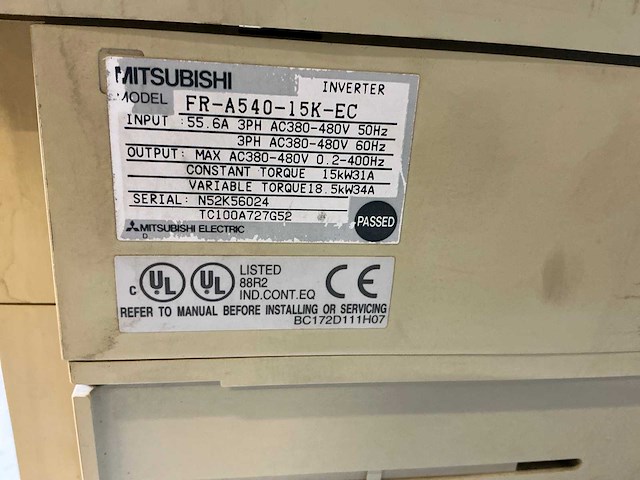 MITSUBISHI
INVERTER
MODEL FR-A540-15K-EC
INPUT :55.6A 3PH AC380-480V 50Hz
3PH AC380-480V 60Hz
OUTPUT: MAX AC380-480V 0.2-400Hz
CONSTANT TORQUE 15kW31A
VARIABLE TORQUE18.5kW34A
SERIAL: N52K56024
TC100A727G52
PASSED
MITSUBISHI ELECTRIC
D
C UL UL LISTED
88R2
IND.CONT.EQ
CE
REFER TO MANUAL BEFORE INSTALLING OR SERVICING
BC172D111H07